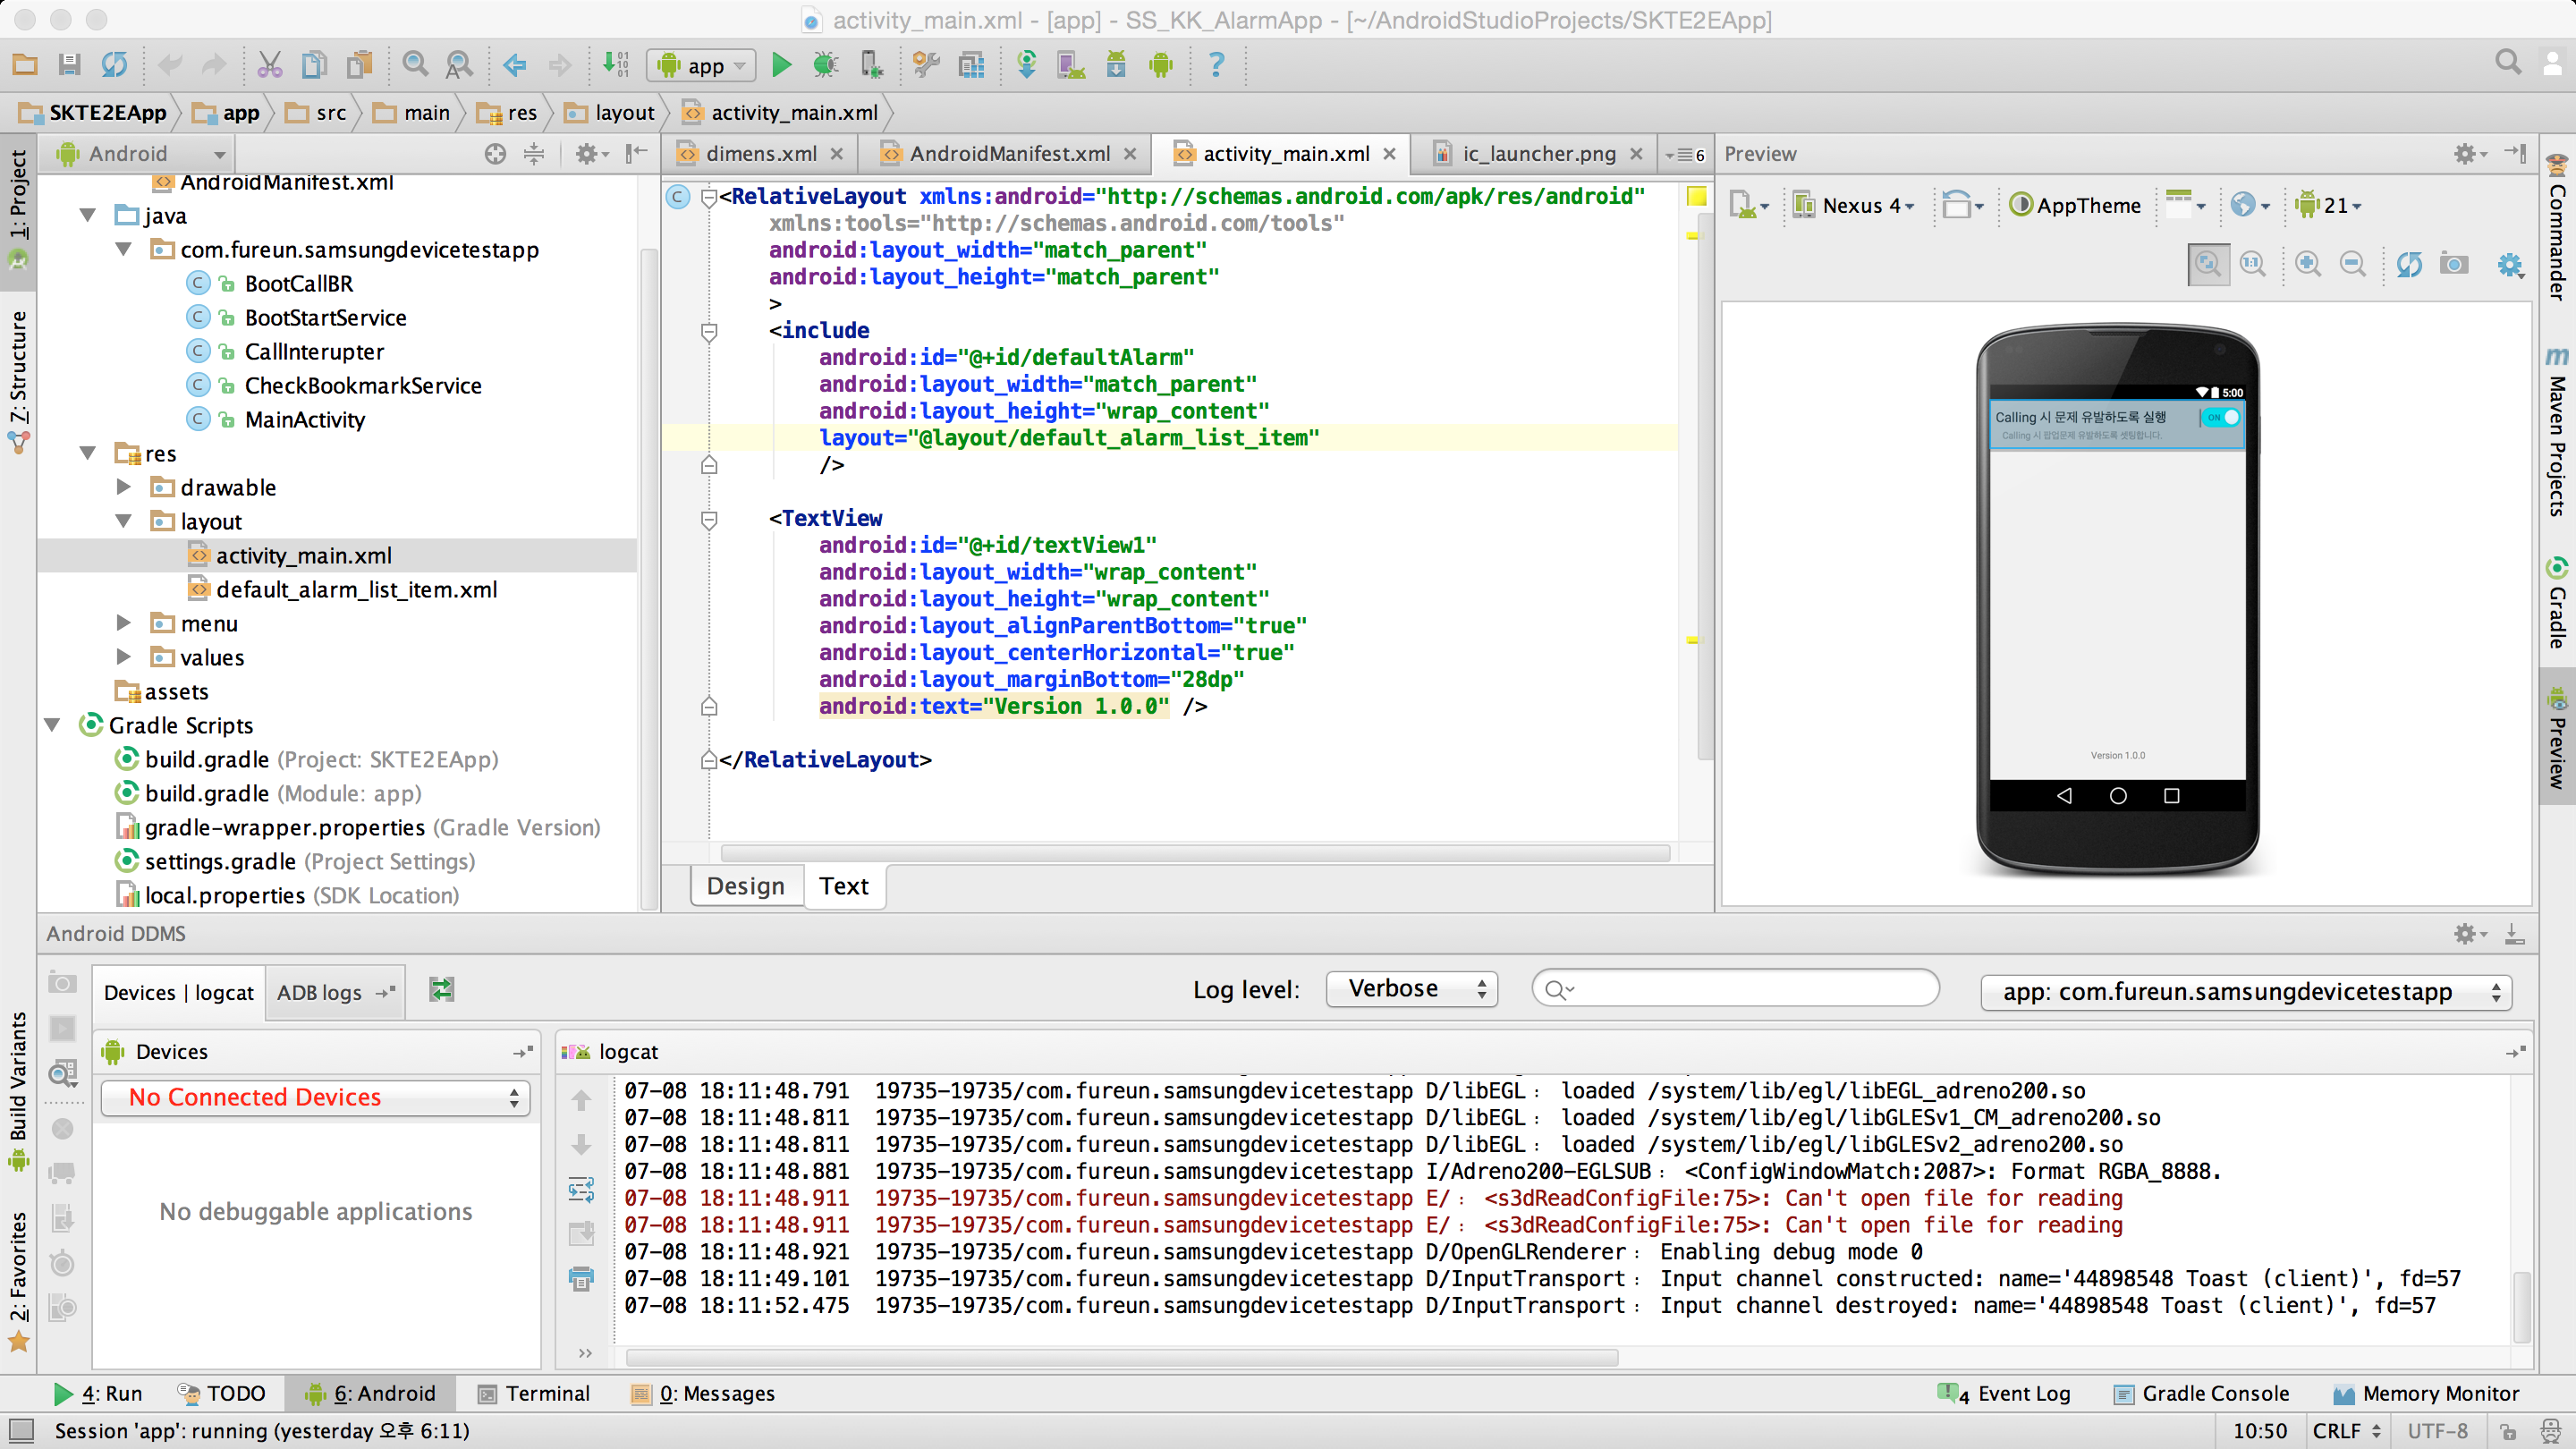 activity_main.xml - [app] - SS_KK_AlarmApp - [~/AndroidStudioProjects/SKTE2EApp]
app
SKTE2EApp app src main res layout activity_main.xml
1: Project
Z: Structure
Build Variants
2: Favorites
Android
AndroidManifest.xml
java
com.fureun.samsungdevicetestapp
BootCallBR
BootStartService
CallInterupter
CheckBookmarkService
MainActivity
res
drawable
layout
activity_main.xml
default_alarm_list_item.xml
menu
values
assets
Gradle Scripts
build.gradle (Project: SKTE2EApp)
build.gradle (Module: app)
gradle-wrapper.properties (Gradle Version)
settings.gradle (Project Settings)
local.properties (SDK Location)
dimens.xml AndroidManifest.xml activity_main.xml ic_launcher.png 6
<RelativeLayout xmlns:android="http://schemas.android.com/apk/res/android"
xmlns:tools="http://schemas.android.com/tools"
android:layout_width="match_parent"
android:layout_height="match_parent"
>
<include
android:id="@+id/defaultAlarm"
android:layout_width="match_parent"
android:layout_height="wrap_content"
layout="@layout/default_alarm_list_item"
/>
<TextView
android:id="@+id/textView1"
android:layout_width="wrap_content"
android:layout_height="wrap_content"
android:layout_alignParentBottom="true"
android:layout_centerHorizontal="true"
android:layout_marginBottom="28dp"
android:text="Version 1.0.0" />
</RelativeLayout>
Design Text
Preview
Nexus 4 AppTheme 21
5:00
Calling 시 문제 유발하도록 실행 ON
Calling 시 팝업문제 유발하도록 셋팅합니다.
Version 1.0.0
Commander
Maven Projects
Gradle
Preview
Android DDMS
Devices | logcat ADB logs
Log level: Verbose app: com.fureun.samsungdevicetestapp
Devices
No Connected Devices
No debuggable applications
logcat
07-08 18:11:48.791 19735-19735/com.fureun.samsungdevicetestapp D/libEGL﹕ loaded /system/lib/egl/libEGL_adreno200.so
07-08 18:11:48.811 19735-19735/com.fureun.samsungdevicetestapp D/libEGL﹕ loaded /system/lib/egl/libGLESv1_CM_adreno200.so
07-08 18:11:48.811 19735-19735/com.fureun.samsungdevicetestapp D/libEGL﹕ loaded /system/lib/egl/libGLESv2_adreno200.so
07-08 18:11:48.881 19735-19735/com.fureun.samsungdevicetestapp I/Adreno200-EGLSUB﹕ <ConfigWindowMatch:2087>: Format RGBA_8888.
07-08 18:11:48.911 19735-19735/com.fureun.samsungdevicetestapp E/﹕ <s3dReadConfigFile:75>: Can't open file for reading
07-08 18:11:48.911 19735-19735/com.fureun.samsungdevicetestapp E/﹕ <s3dReadConfigFile:75>: Can't open file for reading
07-08 18:11:48.921 19735-19735/com.fureun.samsungdevicetestapp D/OpenGLRenderer﹕ Enabling debug mode 0
07-08 18:11:49.101 19735-19735/com.fureun.samsungdevicetestapp D/InputTransport﹕ Input channel constructed: name='44898548 Toast (client)', fd=57
07-08 18:11:52.475 19735-19735/com.fureun.samsungdevicetestapp D/InputTransport﹕ Input channel destroyed: name='44898548 Toast (client)', fd=57
4: Run TODO 6: Android Terminal 0: Messages 4 Event Log Gradle Console Memory Monitor
Session 'app': running (yesterday 오후 6:11) 10:50 CRLF UTF-8